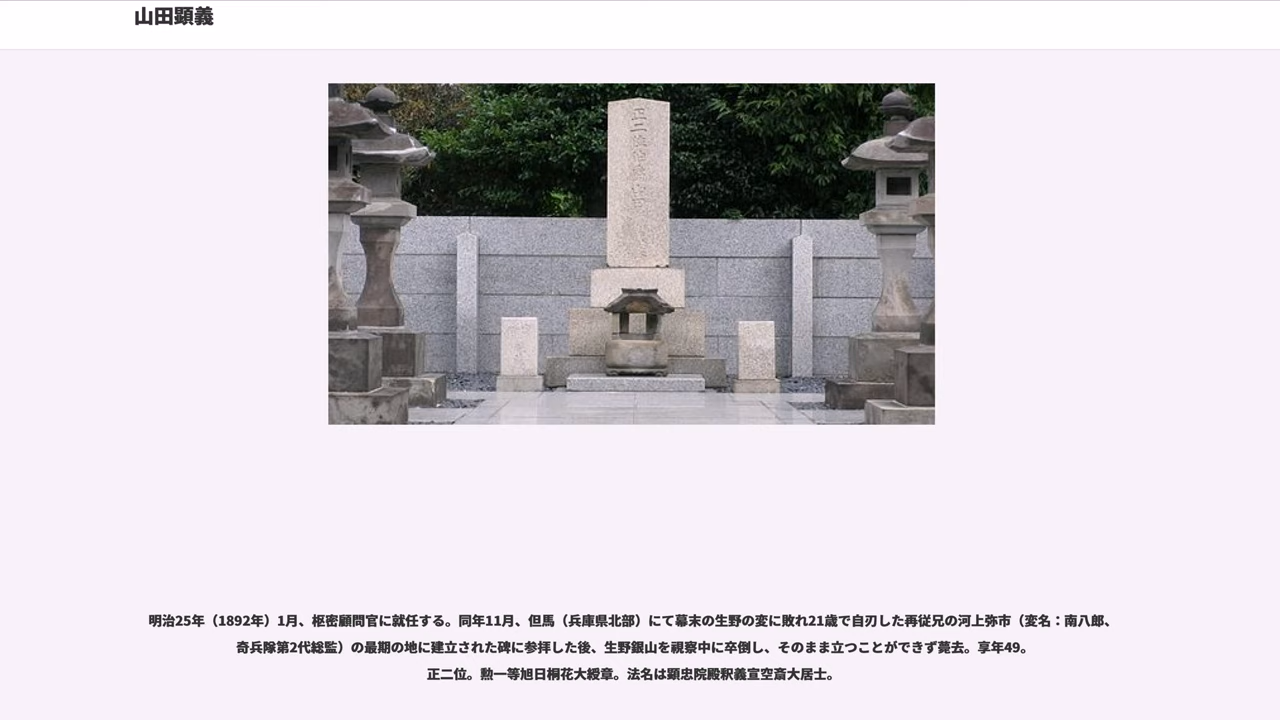 山田顕義
正二位
明治25年（1892年）1月、枢密顧問官に就任する。同年11月、但馬（兵庫県北部）にて幕末の生野の変に敗れ21歳で自刃した再従兄の河上弥市（変名：南八郎、
奇兵隊第2代総監）の最期の地に建立された碑に参拝した後、生野銀山を視察中に卒倒し、そのまま立つことができず薨去。享年49。
正二位。勲一等旭日桐花大綬章。法名は顕忠院殿釈義宣空斎大居士。